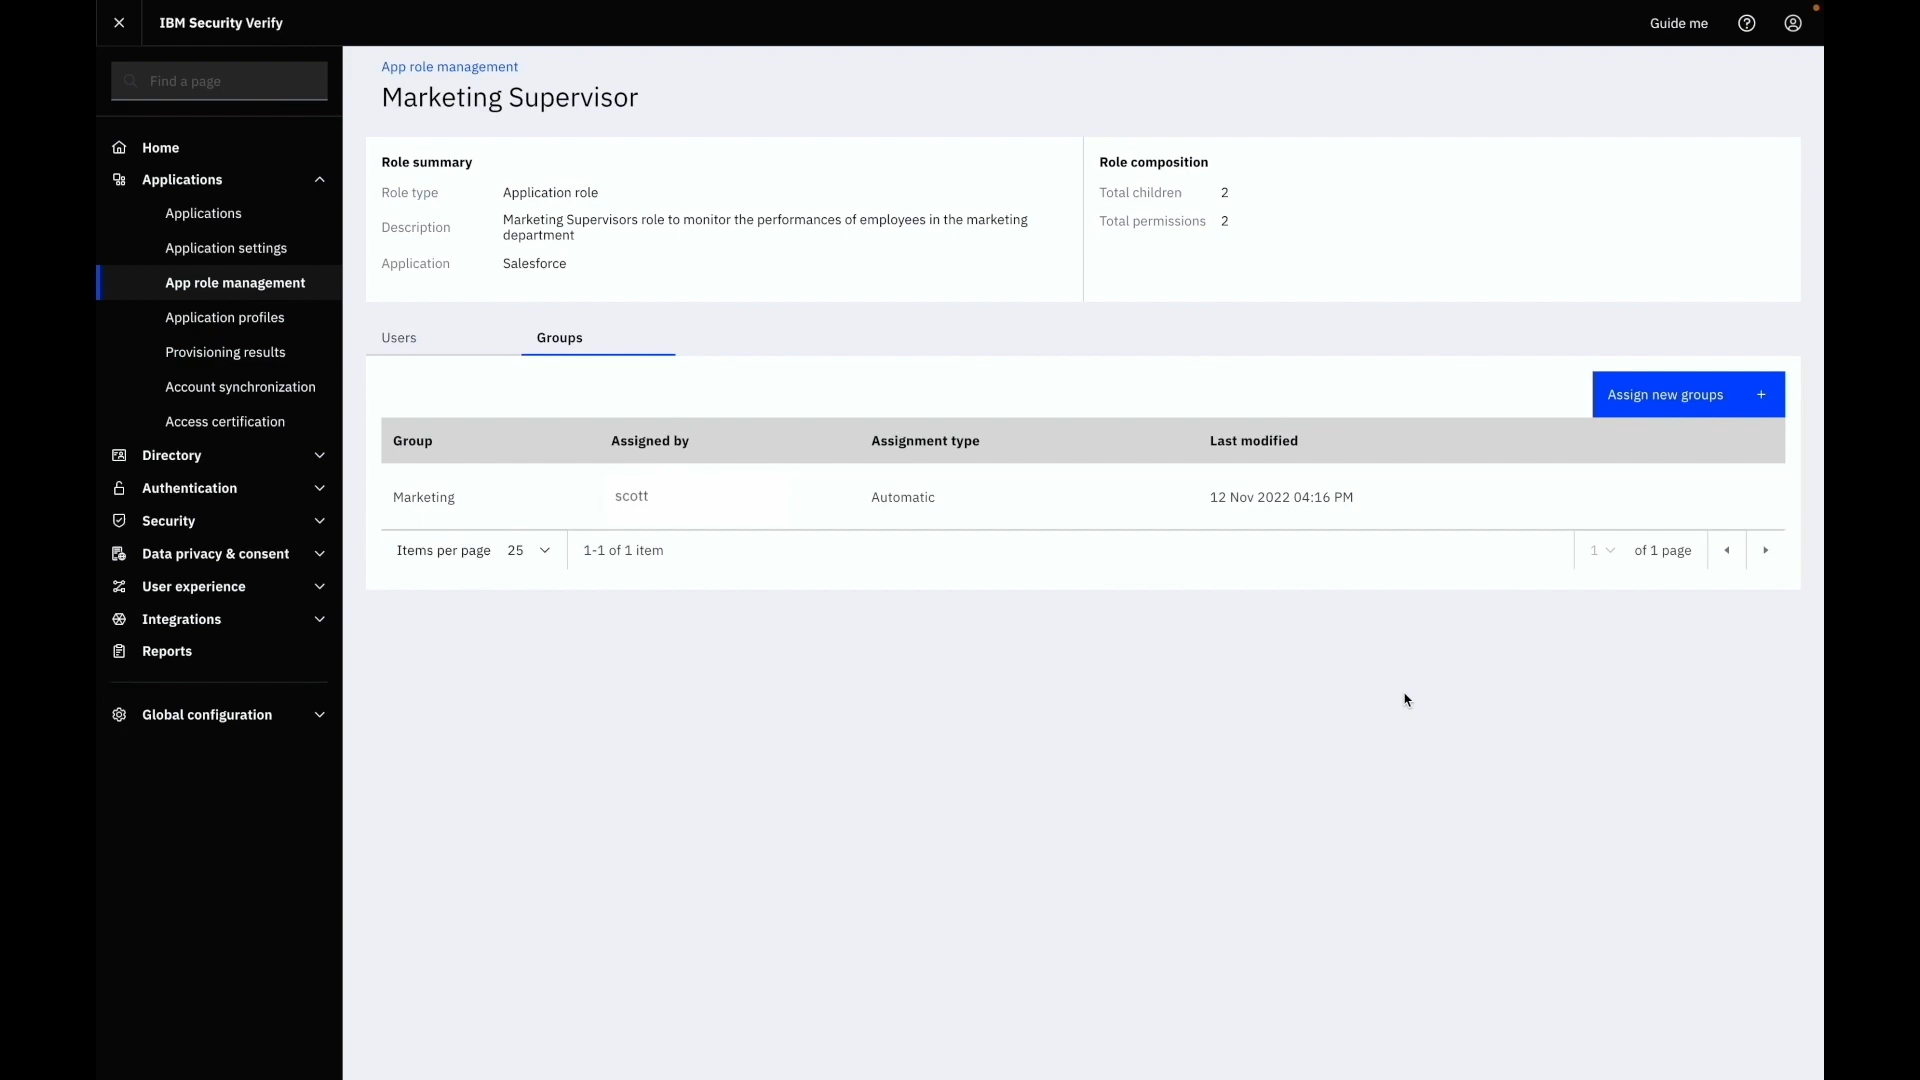 IBM Security Verify
Guide me
Find a page
Home
Applications
Applications
Application settings
App role management
Application profiles
Provisioning results
Account synchronization
Access certification
Directory
Authentication
Security
Data privacy & consent
User experience
Integrations
Reports
Global configuration
App role management
Marketing Supervisor
Role summary
Role type Application role
Description Marketing Supervisors role to monitor the performances of employees in the marketing
department
Application Salesforce
Role composition
Total children 2
Total permissions 2
Users Groups
Assign new groups +
Group Assigned by Assignment type Last modified
Marketing scott Automatic 12 Nov 2022 04:16 PM
Items per page 25 1-1 of 1 item 1 of 1 page